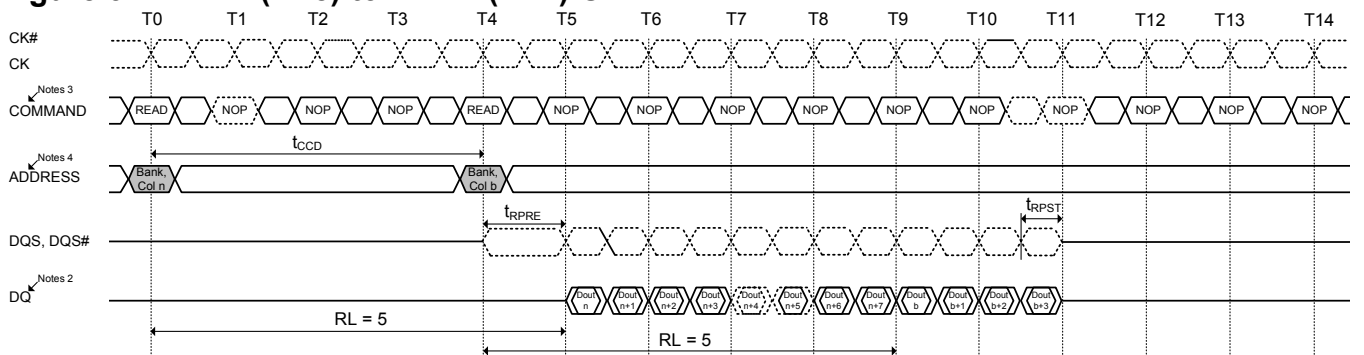 T0 T1 T2 T3 T4 T5 T6 T7 T8 T9 T10 T11 T12 T13 T14
CK#
CK
Notes 3
COMMAND READ NOP NOP NOP READ NOP NOP NOP NOP NOP NOP NOP NOP NOP NOP
tCCD
Notes 4
ADDRESS Bank, Col n Bank, Col b
tRPRE tRPST
DQS, DQS#
Notes 2
DQ Dout n Dout n+1 Dout n+2 Dout n+3 Dout n+4 Dout n+5 Dout n+6 Dout n+7 Dout b Dout b+1 Dout b+2 Dout b+3
RL = 5
RL = 5